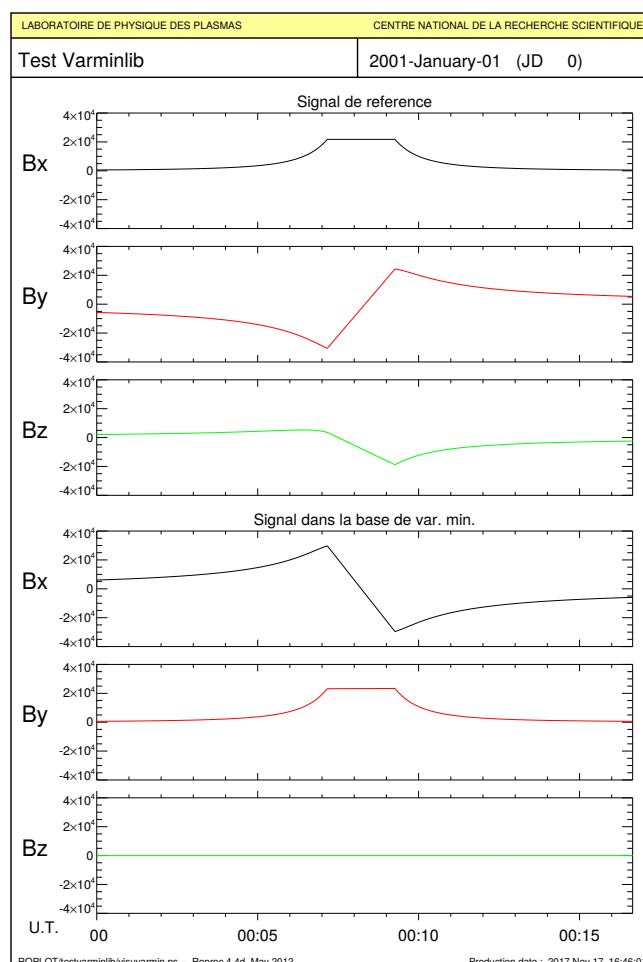 LABORATOIRE DE PHYSIQUE DES PLASMAS CENTRE NATIONAL DE LA RECHERCHE SCIENTIFIQUE
Test Varminlib 2001-January-01 (JD 0)
Signal de reference
4×10⁴
2×10⁴
Bx
0
-2×10⁴
-4×10⁴
4×10⁴
2×10⁴
By
0
-2×10⁴
-4×10⁴
4×10⁴
2×10⁴
Bz
0
-2×10⁴
-4×10⁴
Signal dans la base de var. min.
4×10⁴
2×10⁴
Bx
0
-2×10⁴
-4×10⁴
4×10⁴
2×10⁴
By
0
-2×10⁴
-4×10⁴
4×10⁴
2×10⁴
Bz
0
-2×10⁴
-4×10⁴
U.T. 00 00:05 00:10 00:15